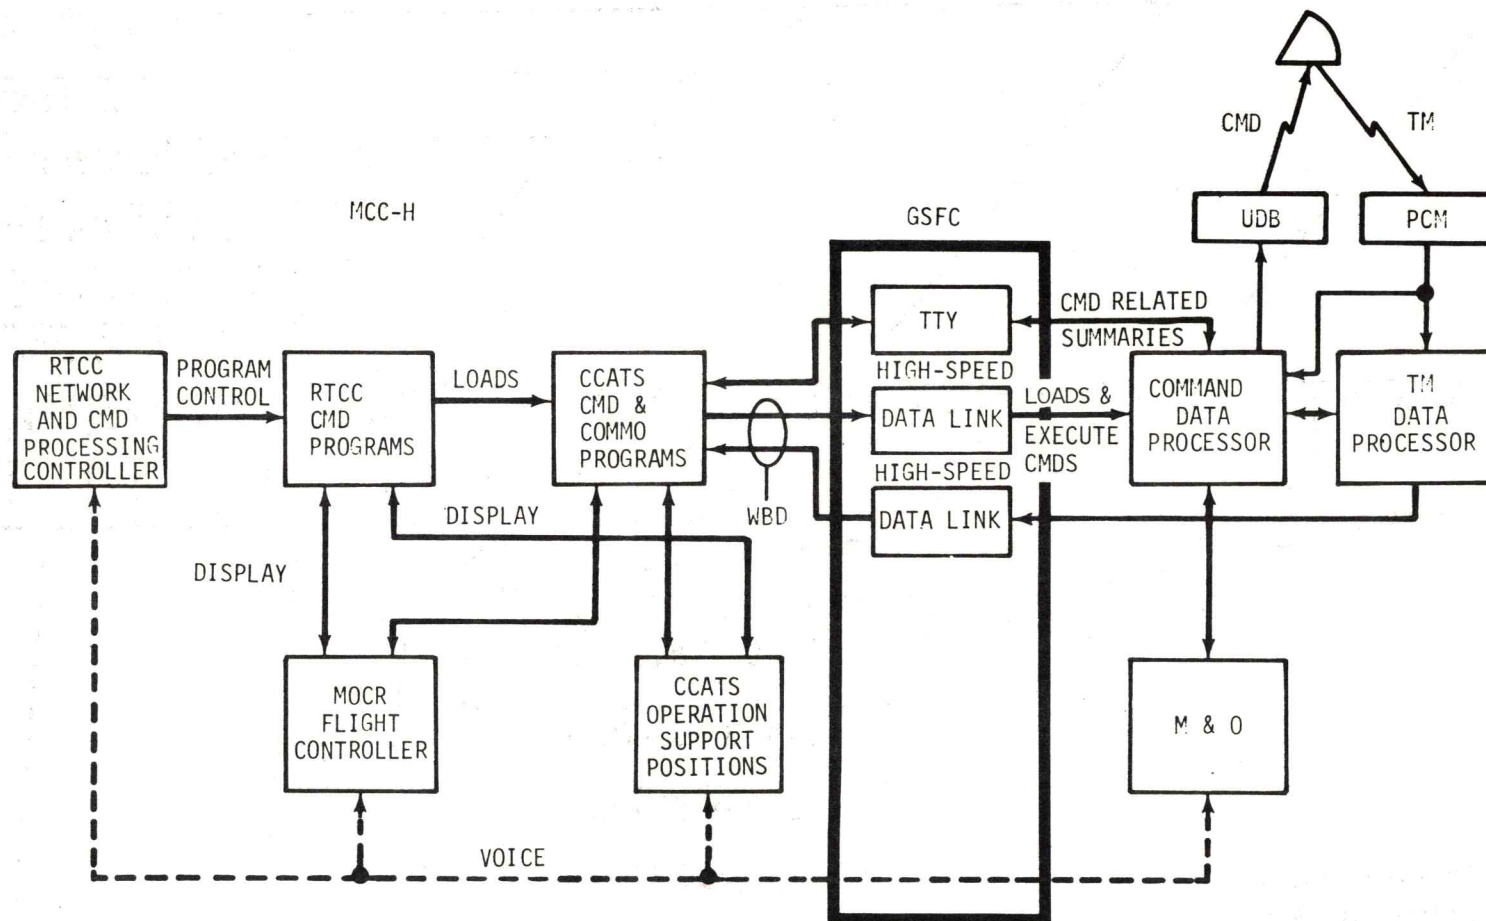 CMD
TM
MCC-H
GSFC
UDB
PCM
TTY
CMD RELATED
SUMMARIES
RTCC
NETWORK
AND CMD
PROCESSING
CONTROLLER
PROGRAM
CONTROL
RTCC
CMD
PROGRAMS
LOADS
CCATS
CMD &
COMMO
PROGRAMS
HIGH-SPEED
DATA LINK
LOADS &
EXECUTE
CMDS
COMMAND
DATA
PROCESSOR
TM
DATA
PROCESSOR
HIGH-SPEED
DATA LINK
WBD
DISPLAY
DISPLAY
MOCR
FLIGHT
CONTROLLER
CCATS
OPERATION
SUPPORT
POSITIONS
M & O
VOICE